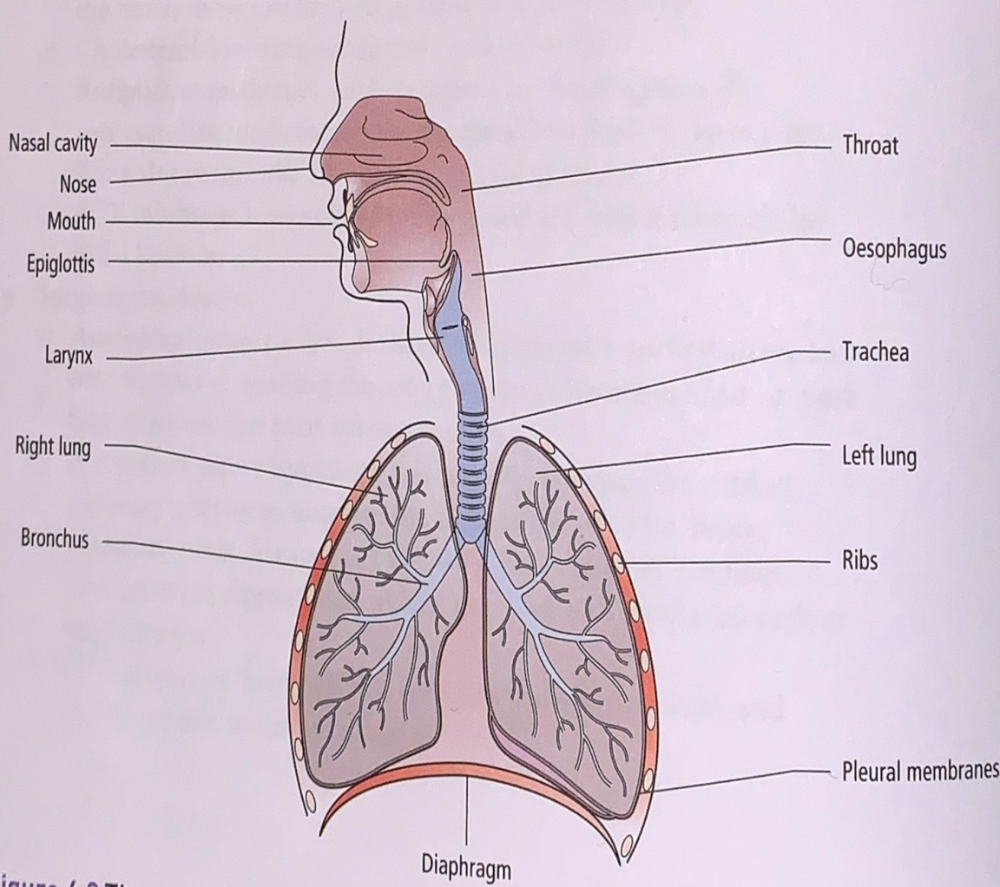 Nasal cavity
Nose
Mouth
Epiglottis
Larynx
Right lung
Bronchus
Throat
Oesophagus
Trachea
Left lung
Ribs
Pleural membranes
Diaphragm